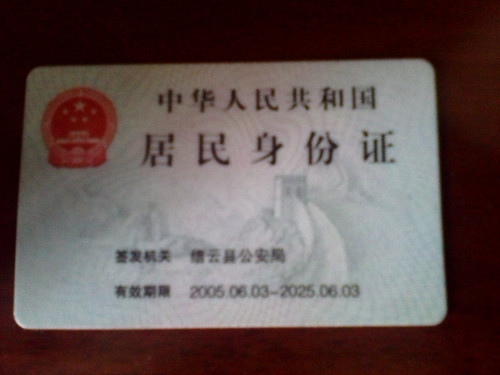 中华人民共和国
居民身份证
签发机关 缙云县公安局
有效期限 2005.06.03-2025.06.03